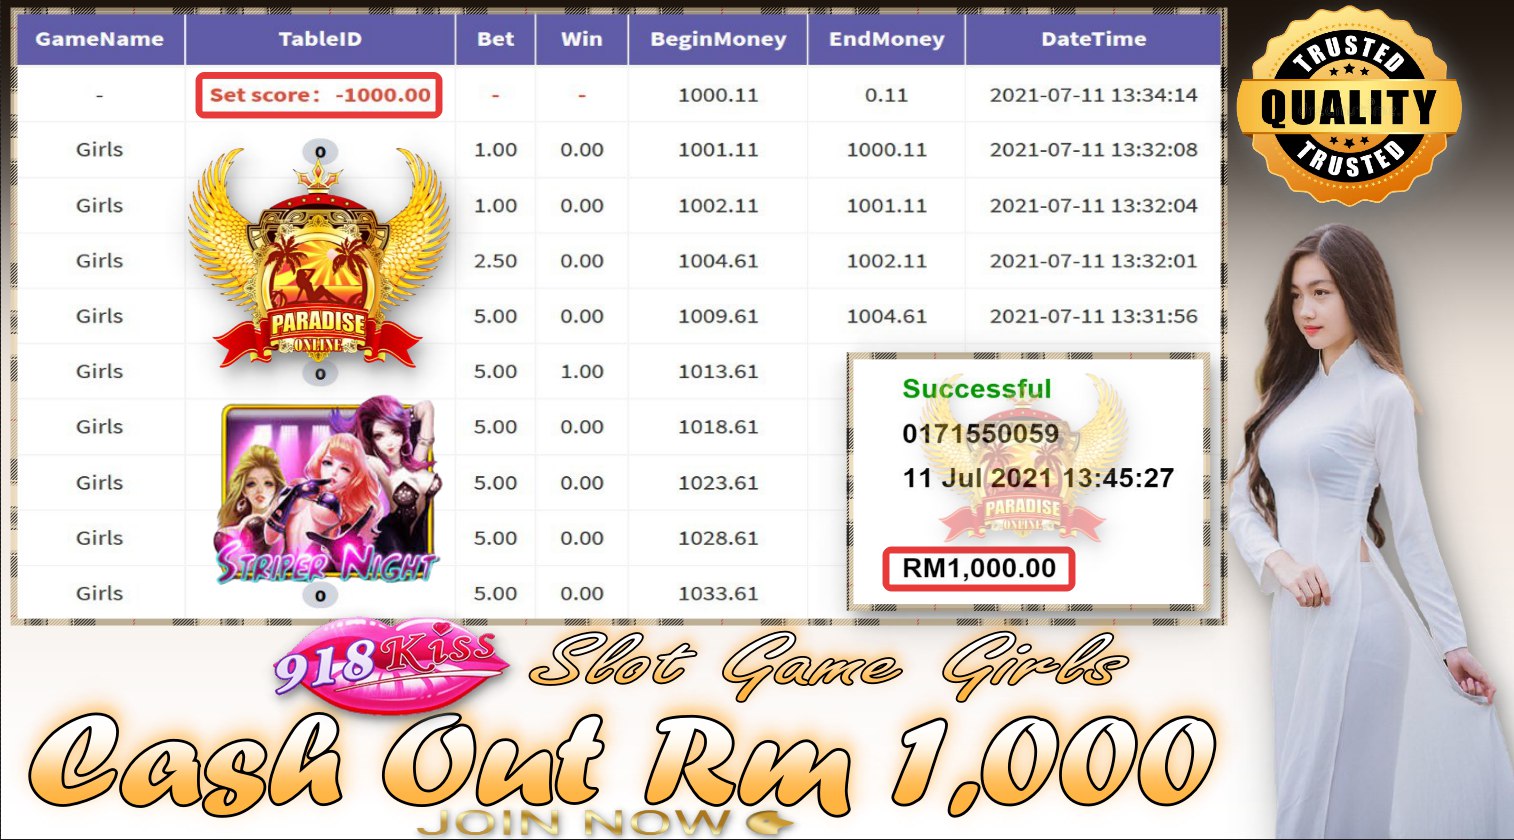 GameName TableID Bet Win BeginMoney EndMoney DateTime
- Set score: -1000.00 - - 1000.11 0.11 2021-07-11 13:34:14
Girls 0 1.00 0.00 1001.11 1000.11 2021-07-11 13:32:08
Girls 1.00 0.00 1002.11 1001.11 2021-07-11 13:32:04
Girls 2.50 0.00 1004.61 1002.11 2021-07-11 13:32:01
Girls 5.00 0.00 1009.61 1004.61 2021-07-11 13:31:56
Girls 0 5.00 1.00 1013.61
Girls 5.00 0.00 1018.61
Girls 5.00 0.00 1023.61
Girls 5.00 0.00 1028.61
Girls 0 5.00 0.00 1033.61
PARADISE
ONLINE
STRIPER NIGHT
Successful
0171550059
11 Jul 2021 13:45:27
PARADISE
ONLINE
RM1,000.00
TRUSTED
QUALITY
TRUSTED
918Kiss Slot Game Girls
Cash Out Rm 1,000
JOIN NOW